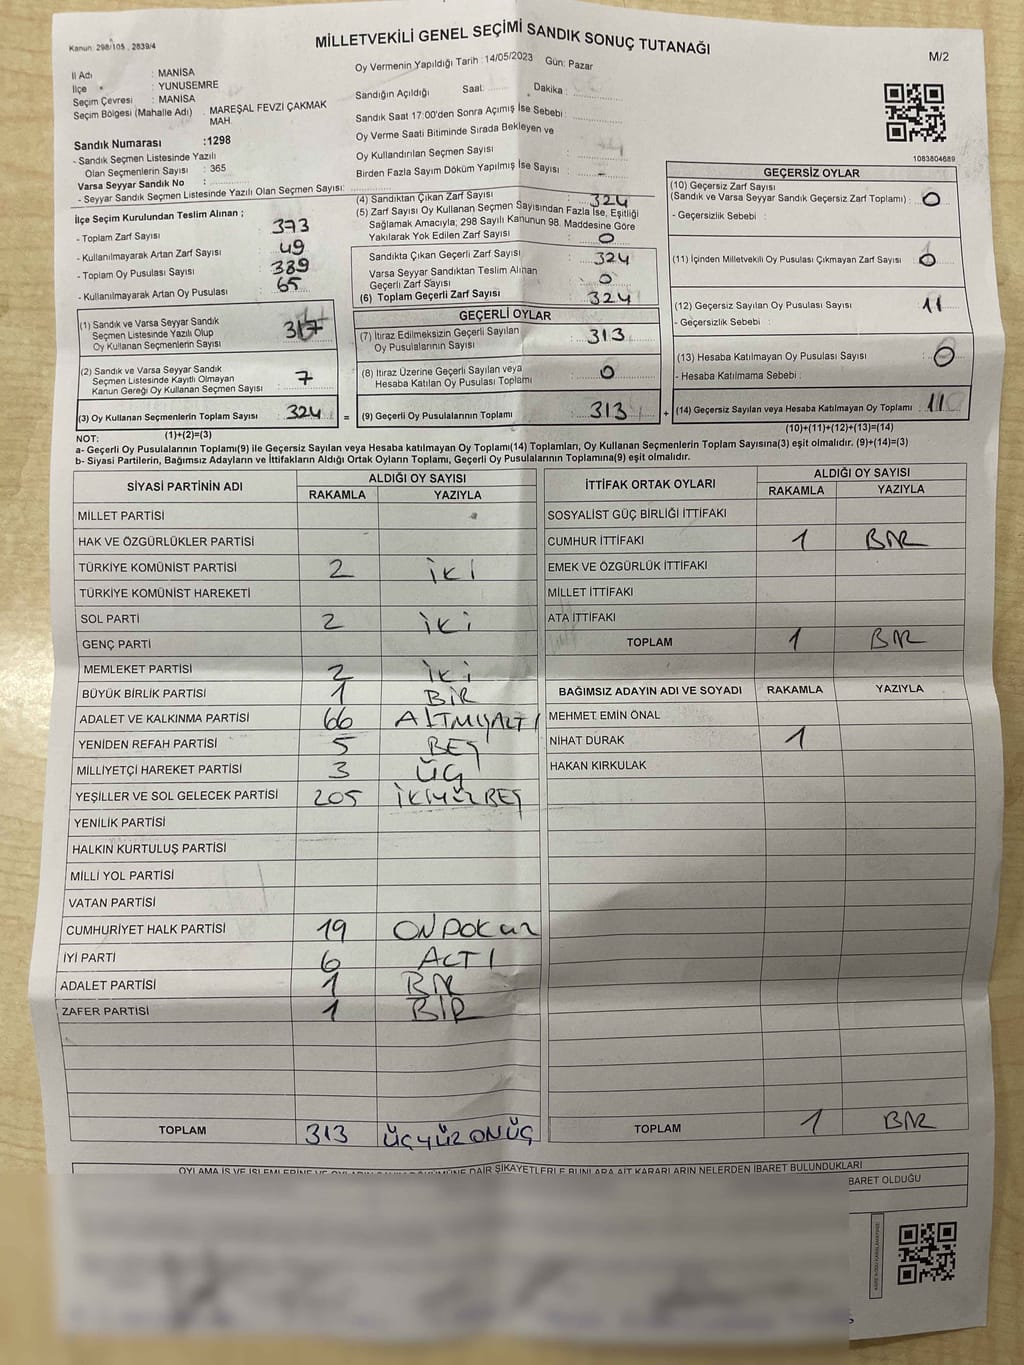 Kanun: 298/105, 2839/4
MİLLETVEKİLİ GENEL SEÇİMİ SANDIK SONUÇ TUTANAĞI
M/2
İl Adı : MANİSA
İlçe : YUNUSEMRE
Seçim Çevresi : MANİSA
Seçim Bölgesi (Mahalle Adı) : MAREŞAL FEVZİ ÇAKMAK MAH.
Sandık Numarası : 1298
- Sandık Seçmen Listesinde Yazılı
Olan Seçmenlerin Sayısı : 365
Varsa Seyyar Sandık No :
- Seyyar Sandık Seçmen Listesinde Yazılı Olan Seçmen Sayısı:
Oy Vermenin Yapıldığı Tarih : 14/05/2023 Gün: Pazar
Sandığın Açıldığı Saat: Dakika :
Sandık Saat 17:00'den Sonra Açımış İse Sebebi :
Oy Verme Saati Bitiminde Sırada Bekleyen ve
Oy Kullandırılan Seçmen Sayısı
Birden Fazla Sayım Döküm Yapılmış İse Sayısı : -
1083804689
İlçe Seçim Kurulundan Teslim Alınan ;
- Toplam Zarf Sayısı : 373
- Kullanılmayarak Artan Zarf Sayısı : 49
- Toplam Oy Pusulası Sayısı : 389
- Kullanılmayarak Artan Oy Pusulası : 65
(1) Sandık ve Varsa Seyyar Sandık
Seçmen Listesinde Yazılı Olup
Oy Kullanan Seçmenlerin Sayısı : 317
(2) Sandık ve Varsa Seyyar Sandık
Seçmen Listesinde Kayıtlı Olmayan
Kanun Gereği Oy Kullanan Seçmen Sayısı : 7
(3) Oy Kullanan Seçmenlerin Toplam Sayısı : 324
(1)+(2)=(3)
(4) Sandıktan Çıkan Zarf Sayısı : 324
(5) Zarf Sayısı Oy Kullanan Seçmen Sayısından Fazla İse, Eşitliği
Sağlamak Amacıyla; 298 Sayılı Kanunun 98. Maddesine Göre
Yakılarak Yok Edilen Zarf Sayısı : 0
Sandıkta Çıkan Geçerli Zarf Sayısı : 324
Varsa Seyyar Sandıktan Teslim Alınan
Geçerli Zarf Sayısı : 0
(6) Toplam Geçerli Zarf Sayısı : 324
GEÇERLİ OYLAR
(7) İtiraz Edilmeksizin Geçerli Sayılan
Oy Pusulalarının Sayısı : 313
(8) İtiraz Üzerine Geçerli Sayılan veya
Hesaba Katılan Oy Pusulası Toplamı : 0
= (9) Geçerli Oy Pusulalarının Toplamı : 313
GEÇERSİZ OYLAR
(10) Geçersiz Zarf Sayısı
(Sandık ve Varsa Seyyar Sandık Geçersiz Zarf Toplamı) : 0
- Geçersizlik Sebebi :
(11) İçinden Milletvekili Oy Pusulası Çıkmayan Zarf Sayısı : 0
(12) Geçersiz Sayılan Oy Pusulası Sayısı : 11
- Geçersizlik Sebebi :
(13) Hesaba Katılmayan Oy Pusulası Sayısı : 0
- Hesaba Katılmama Sebebi :
+ (14) Geçersiz Sayılan veya Hesaba Katılmayan Oy Toplamı : 11
(10)+(11)+(12)+(13)=(14)
NOT:
a- Geçerli Oy Pusulalarının Toplamı(9) ile Geçersiz Sayılan veya Hesaba katılmayan Oy Toplamı(14) Toplamları, Oy Kullanan Seçmenlerin Toplam Sayısına(3) eşit olmalıdır. (9)+(14)=(3)
b- Siyasi Partilerin, Bağımsız Adayların ve İttifakların Aldığı Ortak Oyların Toplamı, Geçerli Oy Pusulalarının Toplamına(9) eşit olmalıdır.
SİYASİ PARTİNİN ADI ALDIĞI OY SAYISI
RAKAMLA YAZIYLA
MİLLET PARTİSİ
HAK VE ÖZGÜRLÜKLER PARTİSİ
TÜRKİYE KOMÜNİST PARTİSİ 2 İKİ
TÜRKİYE KOMÜNİST HAREKETİ
SOL PARTİ 2 İKİ
GENÇ PARTİ
MEMLEKET PARTİSİ 2 İKİ
BÜYÜK BİRLİK PARTİSİ 1 BİR
ADALET VE KALKINMA PARTİSİ 66 ALTMIŞALTI
YENİDEN REFAH PARTİSİ 5 BEŞ
MİLLİYETÇİ HAREKET PARTİSİ 3 ÜÇ
YEŞİLLER VE SOL GELECEK PARTİSİ 205 İKİYÜZBEŞ
YENİLİK PARTİSİ
HALKIN KURTULUŞ PARTİSİ
MİLLİ YOL PARTİSİ
VATAN PARTİSİ
CUMHURİYET HALK PARTİSİ 19 ONDOKUZ
İYİ PARTİ 6 ALTI
ADALET PARTİSİ 1 BİR
ZAFER PARTİSİ 1 BİR
TOPLAM 313 ÜÇYÜZONÜÇ
İTTİFAK ORTAK OYLARI ALDIĞI OY SAYISI
RAKAMLA YAZIYLA
SOSYALİST GÜÇ BİRLİĞİ İTTİFAKI
CUMHUR İTTİFAKI 1 BİR
EMEK VE ÖZGÜRLÜK İTTİFAKI
MİLLET İTTİFAKI
ATA İTTİFAKI
TOPLAM 1 BİR
BAĞIMSIZ ADAYIN ADI VE SOYADI RAKAMLA YAZIYLA
MEHMET EMİN ÖNAL
NİHAT DURAK 1
HAKAN KIRKULAK
TOPLAM 1 BİR
OYLAMA İŞ VE İŞLEMLERİNE VE OYLARIN SAYIM DÖKÜMÜNE DAİR ŞİKAYETLERLE BUNLARA AİT KARARLARIN NELERDEN İBARET BULUNDUKLARI
BARET OLDUĞU